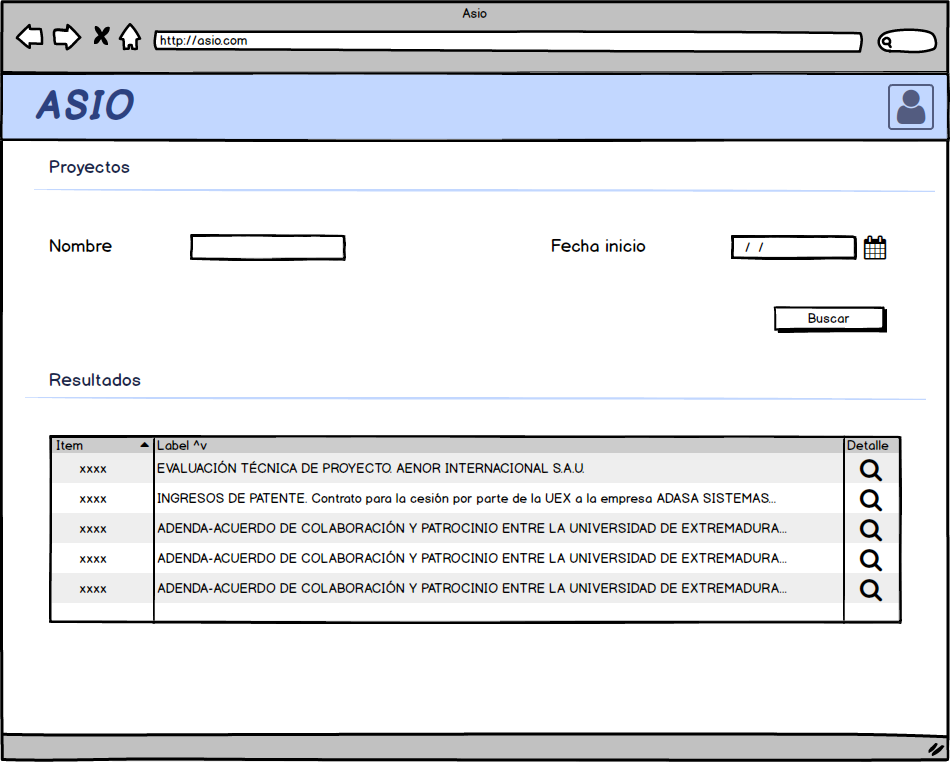 Asio
http://asio.com
ASIO
Proyectos
Nombre
Fecha inicio
/ /
Buscar
Resultados
Item Label ^v Detalle
xxxx EVALUACIÓN TÉCNICA DE PROYECTO. AENOR INTERNACIONAL S.A.U.
xxxx INGRESOS DE PATENTE. Contrato para la cesión por parte de la UEX a la empresa ADASA SISTEMAS...
xxxx ADENDA-ACUERDO DE COLABORACIÓN Y PATROCINIO ENTRE LA UNIVERSIDAD DE EXTREMADURA...
xxxx ADENDA-ACUERDO DE COLABORACIÓN Y PATROCINIO ENTRE LA UNIVERSIDAD DE EXTREMADURA...
xxxx ADENDA-ACUERDO DE COLABORACIÓN Y PATROCINIO ENTRE LA UNIVERSIDAD DE EXTREMADURA...